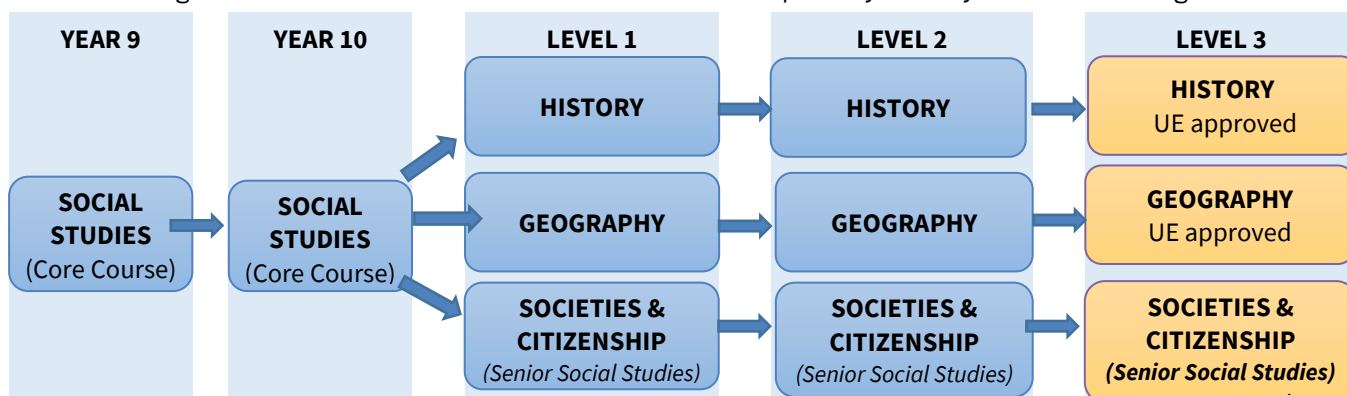 YEAR 9
YEAR 10
LEVEL 1
LEVEL 2
LEVEL 3
SOCIAL
STUDIES
(Core Course)
SOCIAL
STUDIES
(Core Course)
HISTORY
HISTORY
HISTORY
UE approved
GEOGRAPHY
GEOGRAPHY
GEOGRAPHY
UE approved
SOCIETIES &
CITIZENSHIP
(Senior Social Studies)
SOCIETIES &
CITIZENSHIP
(Senior Social Studies)
SOCIETIES &
CITIZENSHIP
(Senior Social Studies)